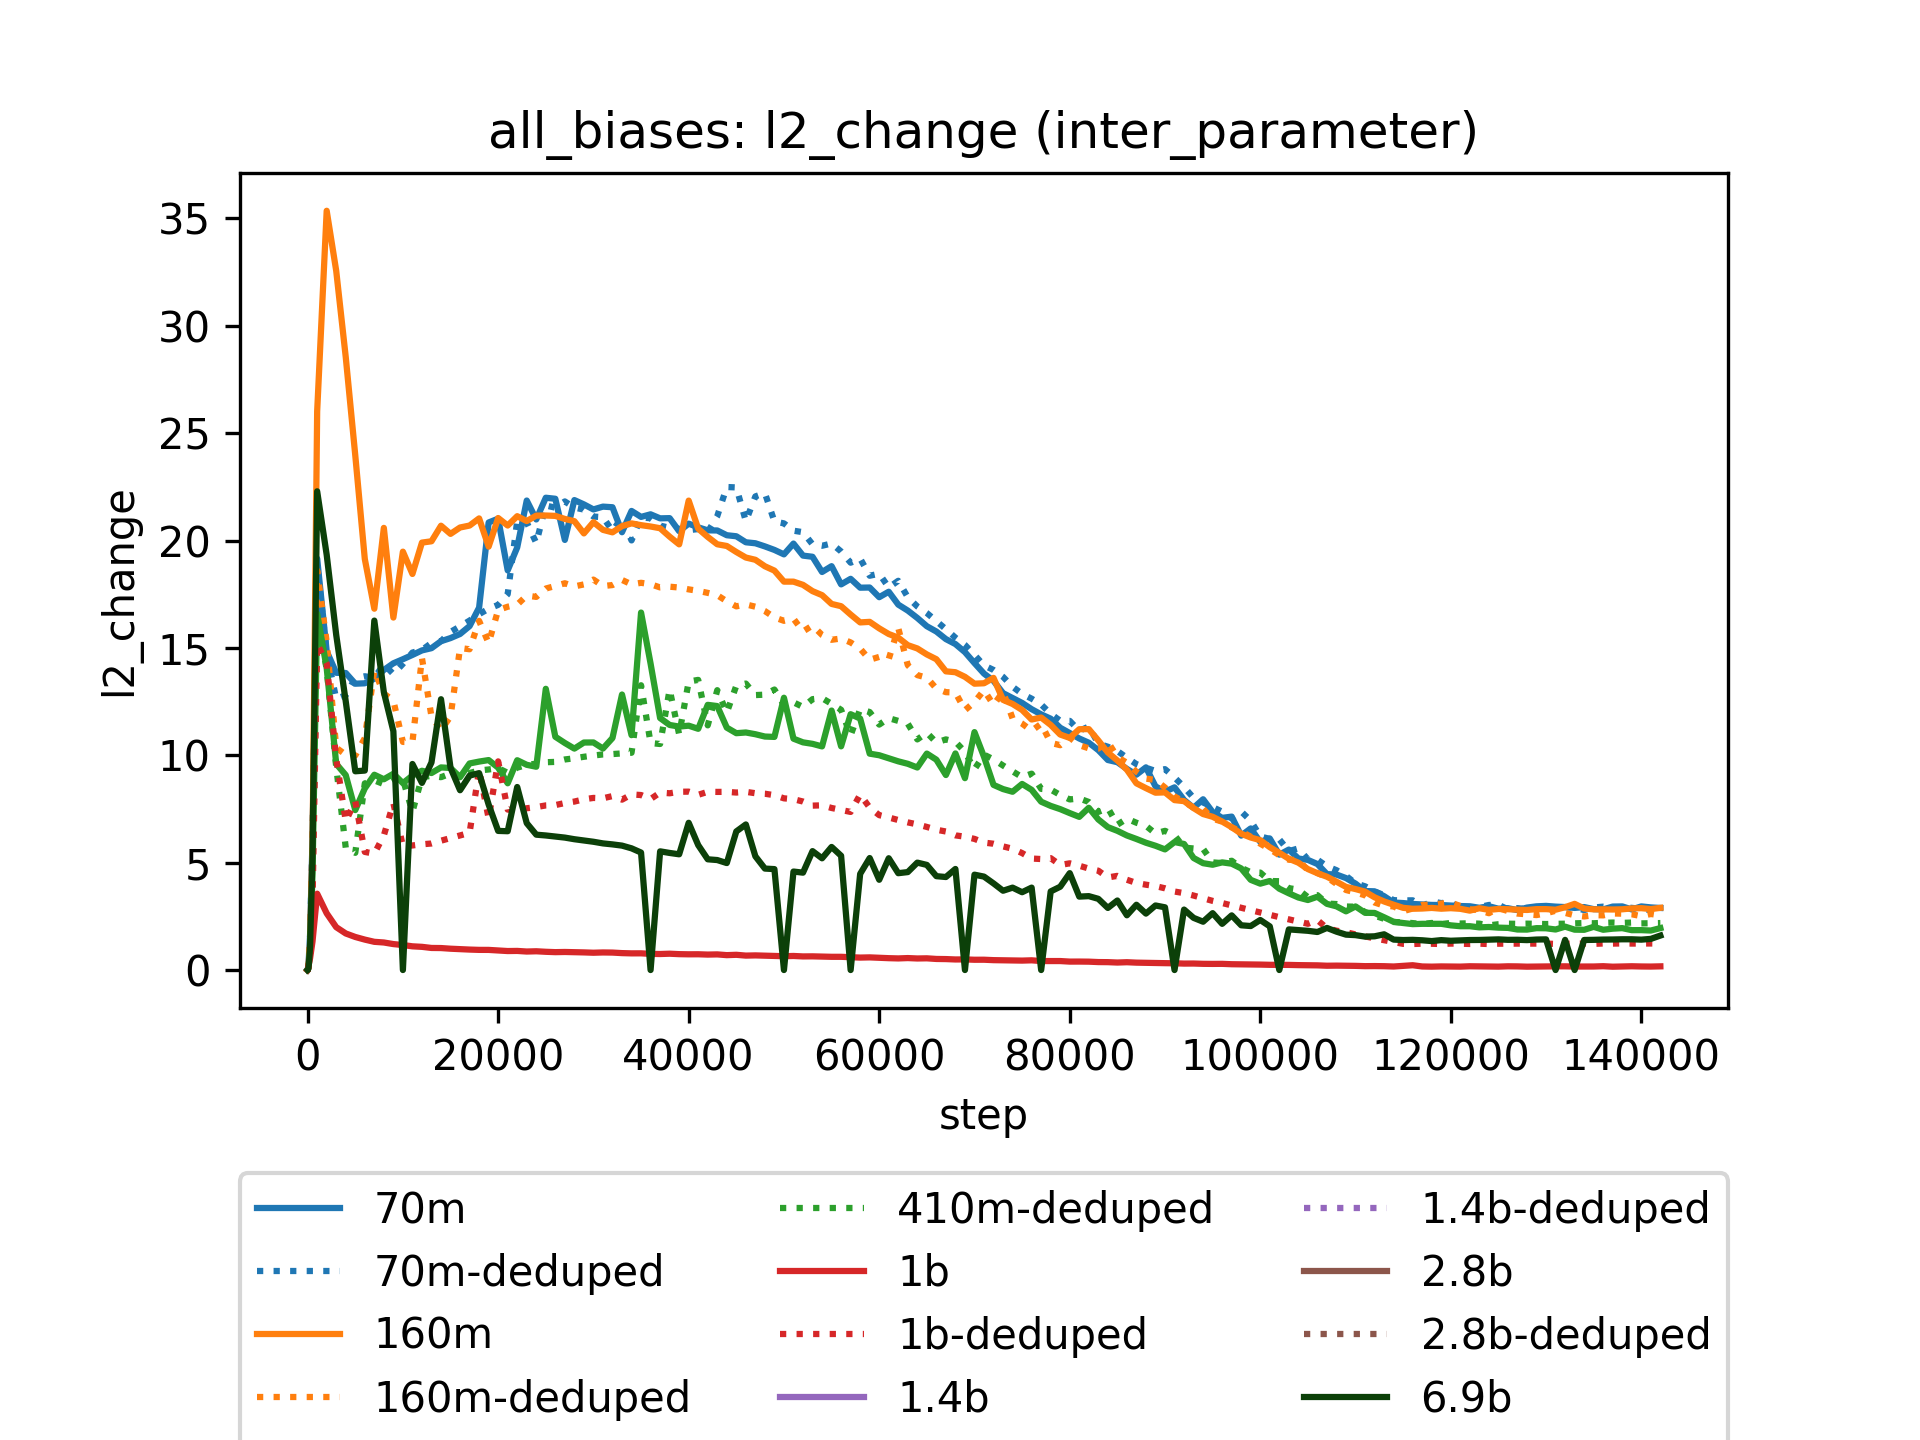 all_biases: l2_change (inter_parameter)
35
30
25
20
15
10
5
0
l2_change
0 20000 40000 60000 80000 100000 120000 140000
step
70m 410m-deduped 1.4b-deduped
70m-deduped 1b 2.8b
160m 1b-deduped 2.8b-deduped
160m-deduped 1.4b 6.9b